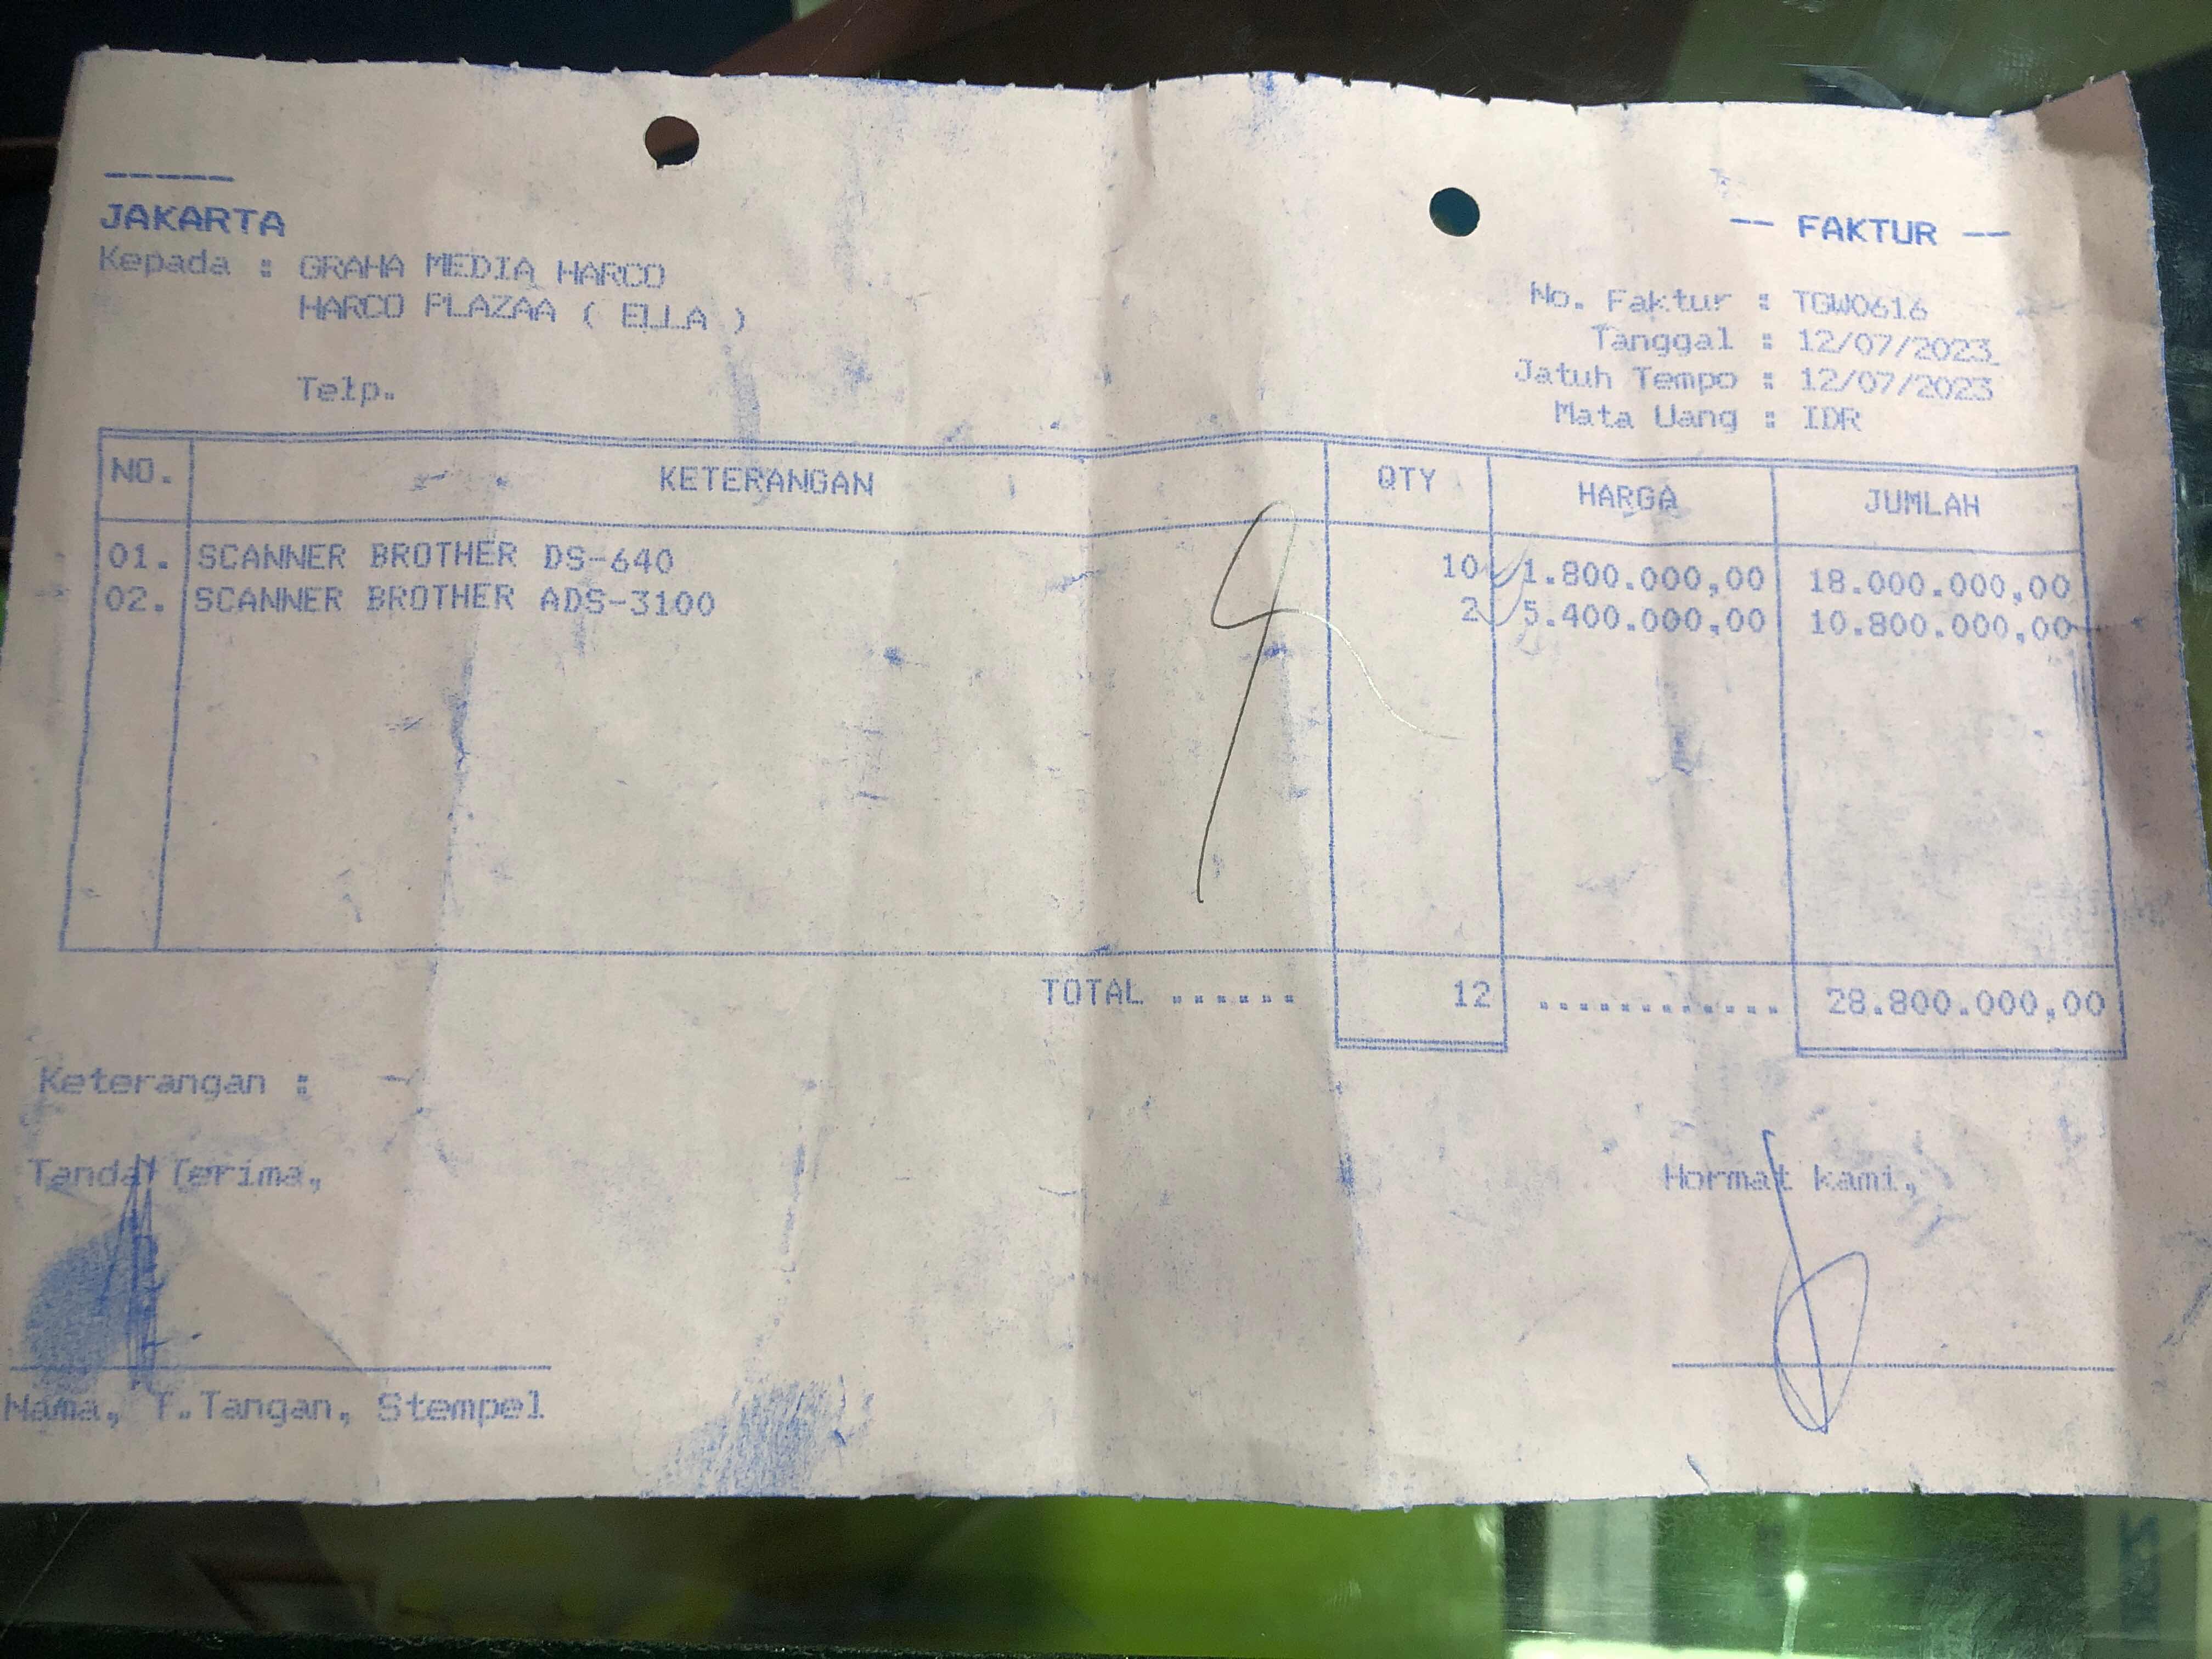 -----
JAKARTA
-- FAKTUR --
Kepada : GRAHA MEDIA HARCO
HARCO PLAZAA ( ELLA )
Telp.
No. Faktur : TGW0616
Tanggal : 12/07/2023
Jatuh Tempo : 12/07/2023
Mata Uang : IDR
NO. KETERANGAN QTY HARGA JUMLAH
01. SCANNER BROTHER DS-640 10 1.800.000,00 18.000.000,00
02. SCANNER BROTHER ADS-3100 2 5.400.000,00 10.800.000,00
TOTAL ...... 12 ............ 28.800.000,00
Keterangan :
Tanda Terima, Hormat kami,
Nama, T.Tangan, Stempel